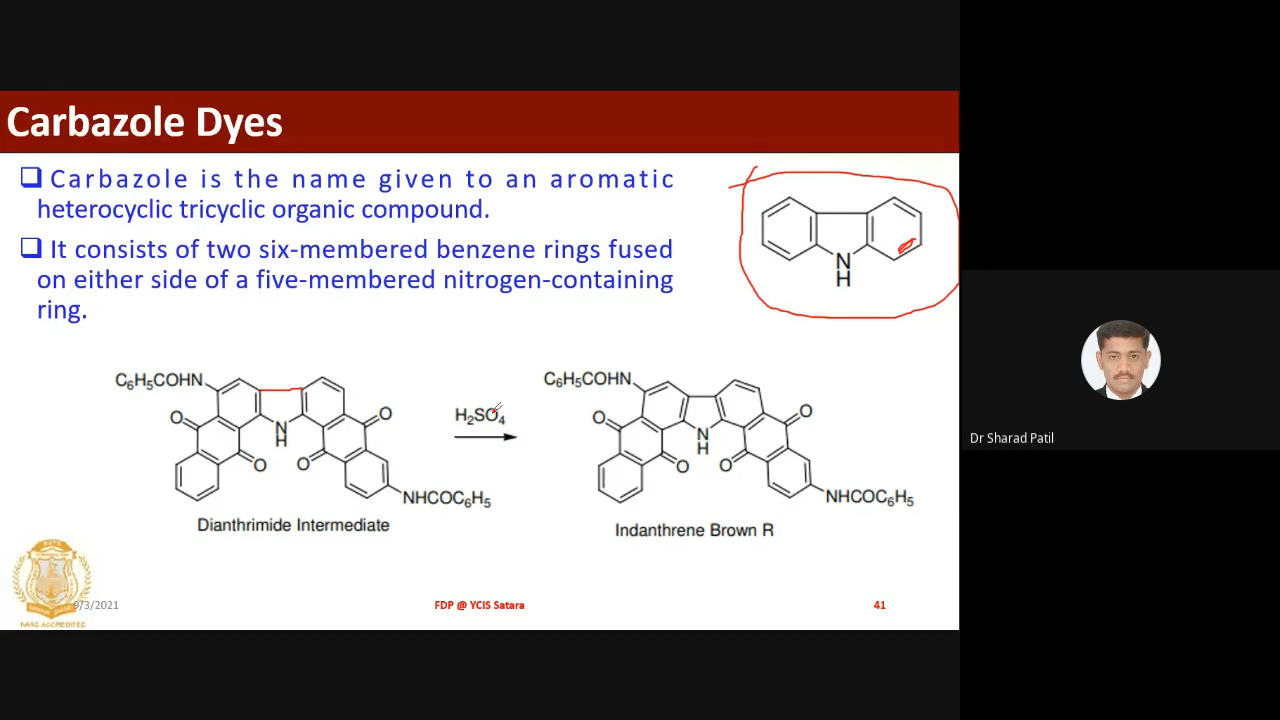 Carbazole Dyes
❑ Carbazole is the name given to an aromatic
heterocyclic tricyclic organic compound.
❑ It consists of two six-membered benzene rings fused
on either side of a five-membered nitrogen-containing
ring.
N
H
C₆H₅COHN
O
O
N
H
O
O
NHCOC₆H₅
Dianthrimide Intermediate
H₂SO₄
C₆H₅COHN
O
O
N
H
O
O
NHCOC₆H₅
Indanthrene Brown R
NAAC ACCREDITED
9/3/2021
FDP @ YCIS Satara
41
Dr Sharad Patil